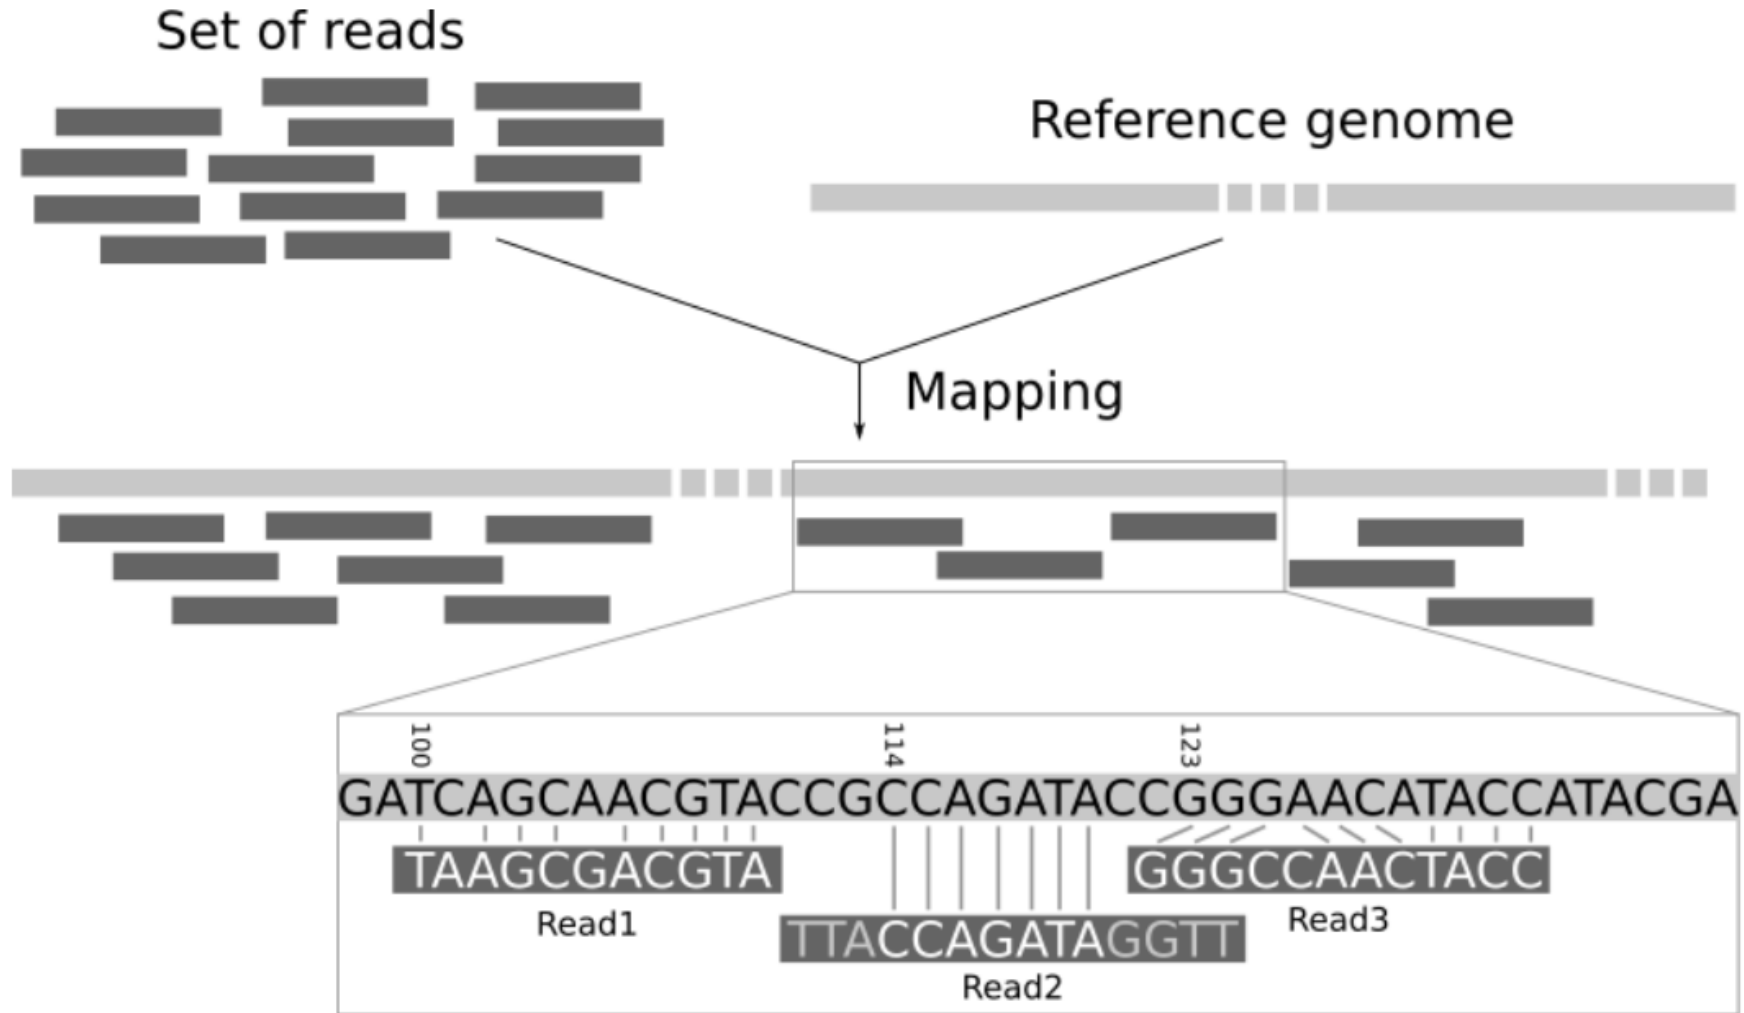 Set of reads
Reference genome
Mapping
100 114 123
GATCAGCAACGTACCGCCAGATACCGGGAACATACCATACGA
TAAGCGACGTA
GGGCCAACTACC
Read1
Read3
TTACCAGATAGGTT
Read2